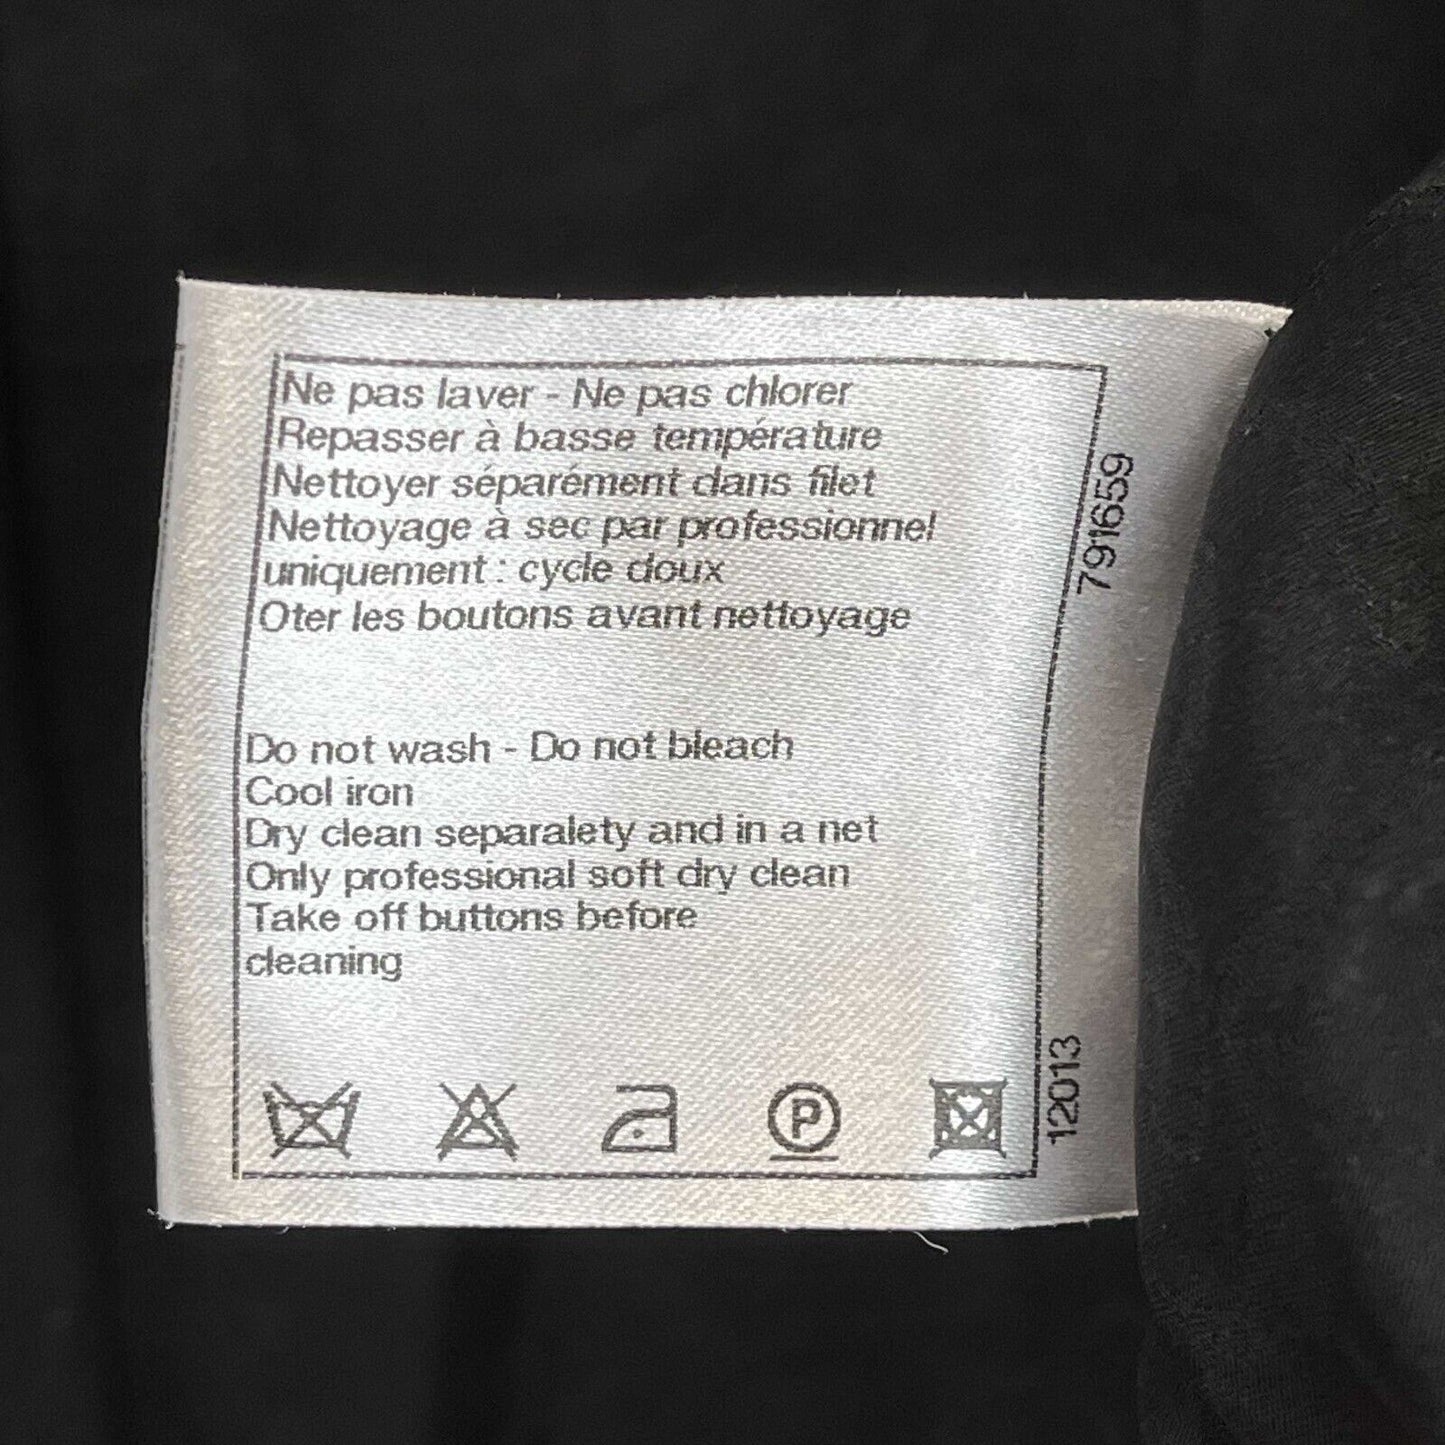 Ne pas laver - Ne pas chlorer
Repasser à basse température
Nettoyer séparément dans filet
Nettoyage à sec par professionnel
uniquement : cycle doux
Oter les boutons avant nettoyage
Do not wash - Do not bleach
Cool iron
Dry clean separalety and in a net
Only professional soft dry clean
Take off buttons before
cleaning
P
791659
12013